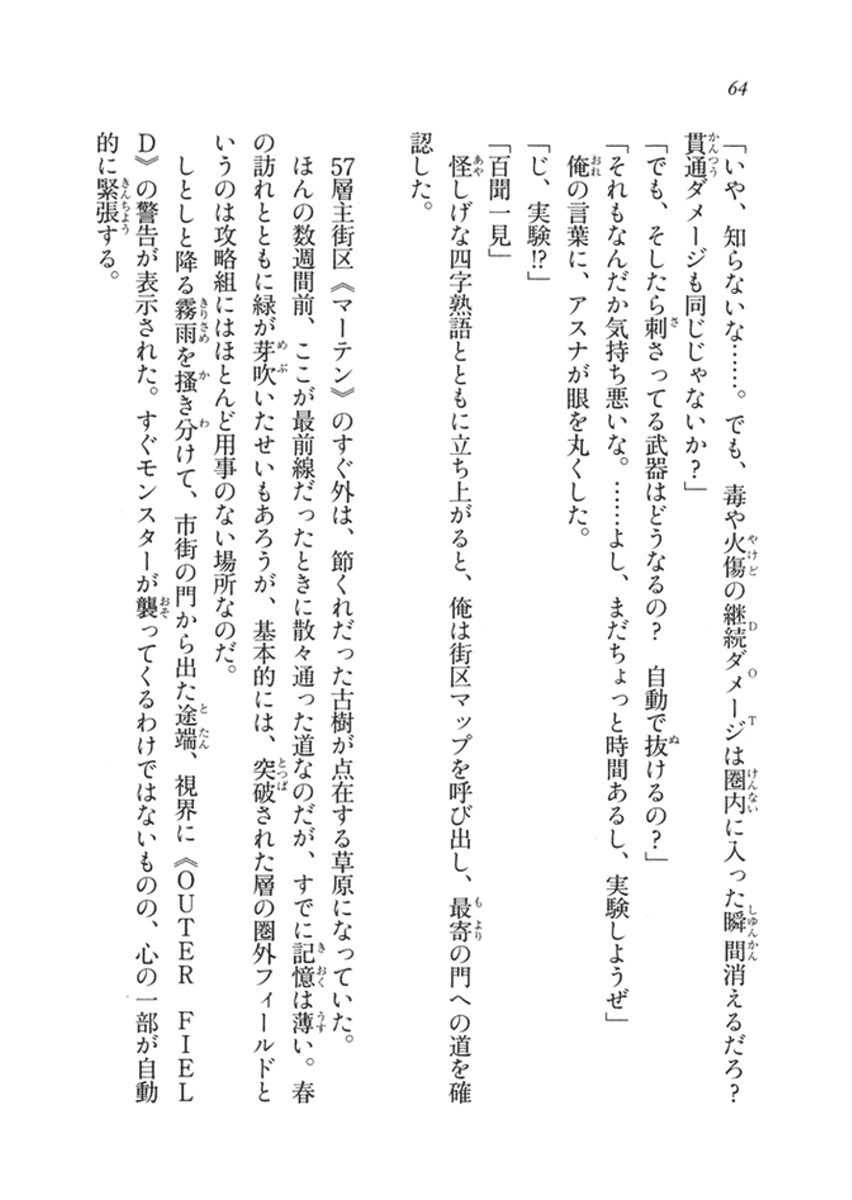 64
「いや、知らないな……。でも、毒や火傷の継続ダメージは圏内に入った瞬間消えるだろ?
貫通ダメージも同じじゃないか?」
「でも、そしたら刺さってる武器はどうなるの? 自動で抜けるの?」
「それもなんだか気持ち悪いな。……よし、まだちょっと時間あるし、実験しようぜ」
「じ、実験!?」
俺の言葉に、アスナが眼を丸くした。
「百聞一見」
怪しげな四字熟語とともに立ち上がると、俺は街区マップを呼び出し、最寄の門への道を確
認した。
57層主街区《マーテン》のすぐ外は、節くれだった古樹が点在する草原になっていた。
ほんの数週間前、ここが最前線だったときに散々通った道なのだが、すでに記憶は薄い。春
の訪れとともに緑が芽吹いたせいもあろうが、基本的には、突破された層の圏外フィールドと
いうのは攻略組にはほとんど用事のない場所なのだ。
しとしと降る霧雨を掻き分けて、市街の門から出た途端、視界に《OUTER FIEL
D》の警告が表示された。すぐモンスターが襲ってくるわけではないものの、心の一部が自動
的に緊張する。